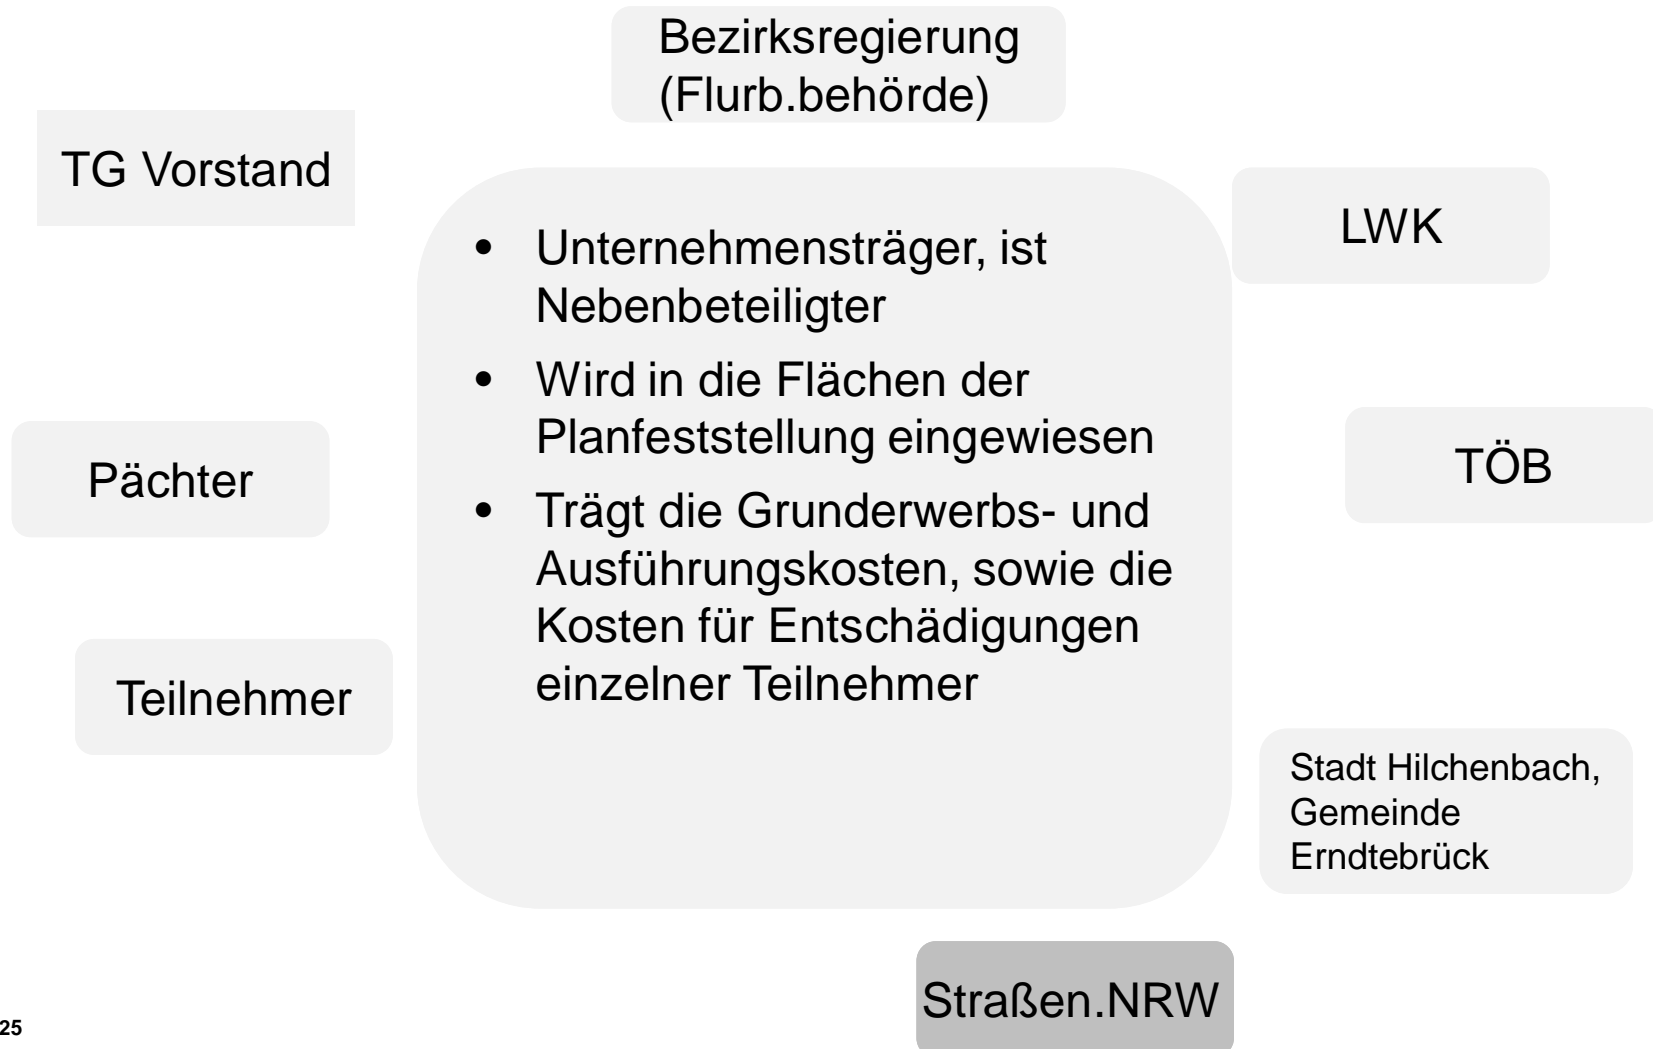 Bezirksregierung
(Flurb.behörde)
TG Vorstand
LWK
• Unternehmensträger, ist
Nebenbeteiligter
• Wird in die Flächen der
Planfeststellung eingewiesen
• Trägt die Grunderwerbs- und
Ausführungskosten, sowie die
Kosten für Entschädigungen
einzelner Teilnehmer
Pächter
TÖB
Teilnehmer
Stadt Hilchenbach,
Gemeinde
Erndtebrück
Straßen.NRW
25